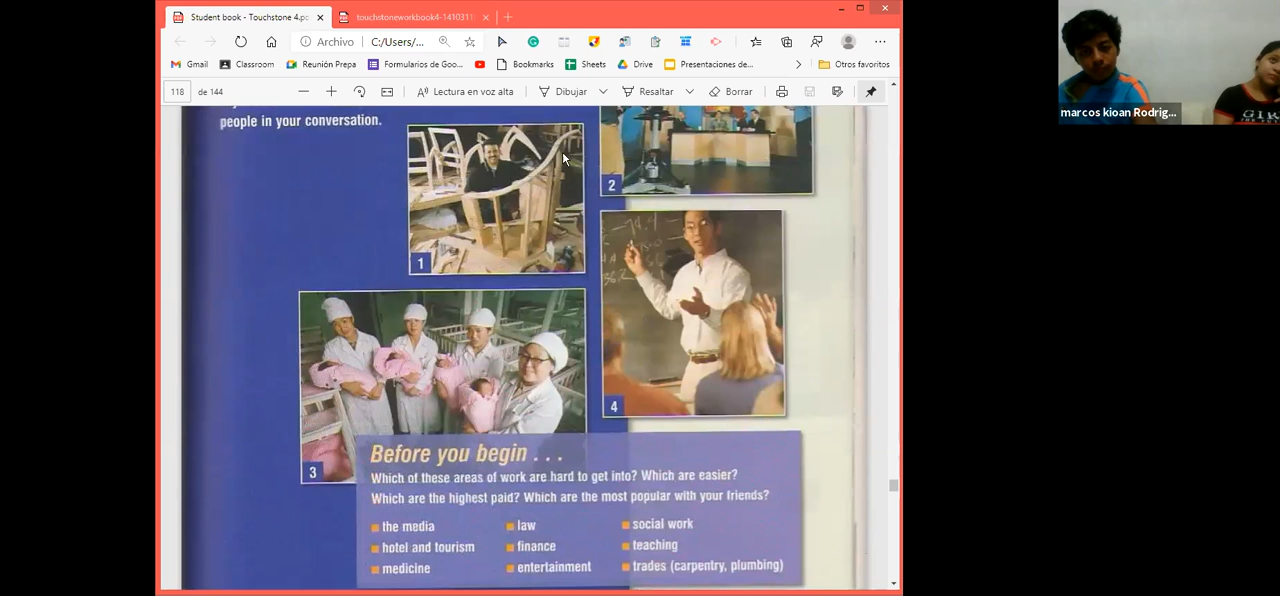 Student book - Touchstone 4.pc
touchstoneworkbook4-1410311
Archivo
C:/Users/...
Gmail
Classroom
Reunión Prepa
Formularios de Goo...
Bookmarks
Sheets
Drive
Presentaciones de...
Otros favoritos
118 de 144
Lectura en voz alta
Dibujar
Resaltar
Borrar
people in your conversation.
1
2
3
4
Before you begin . . .
Which of these areas of work are hard to get into? Which are easier?
Which are the highest paid? Which are the most popular with your friends?
the media
law
social work
hotel and tourism
finance
teaching
medicine
entertainment
trades (carpentry, plumbing)
marcos kioan Rodrig...